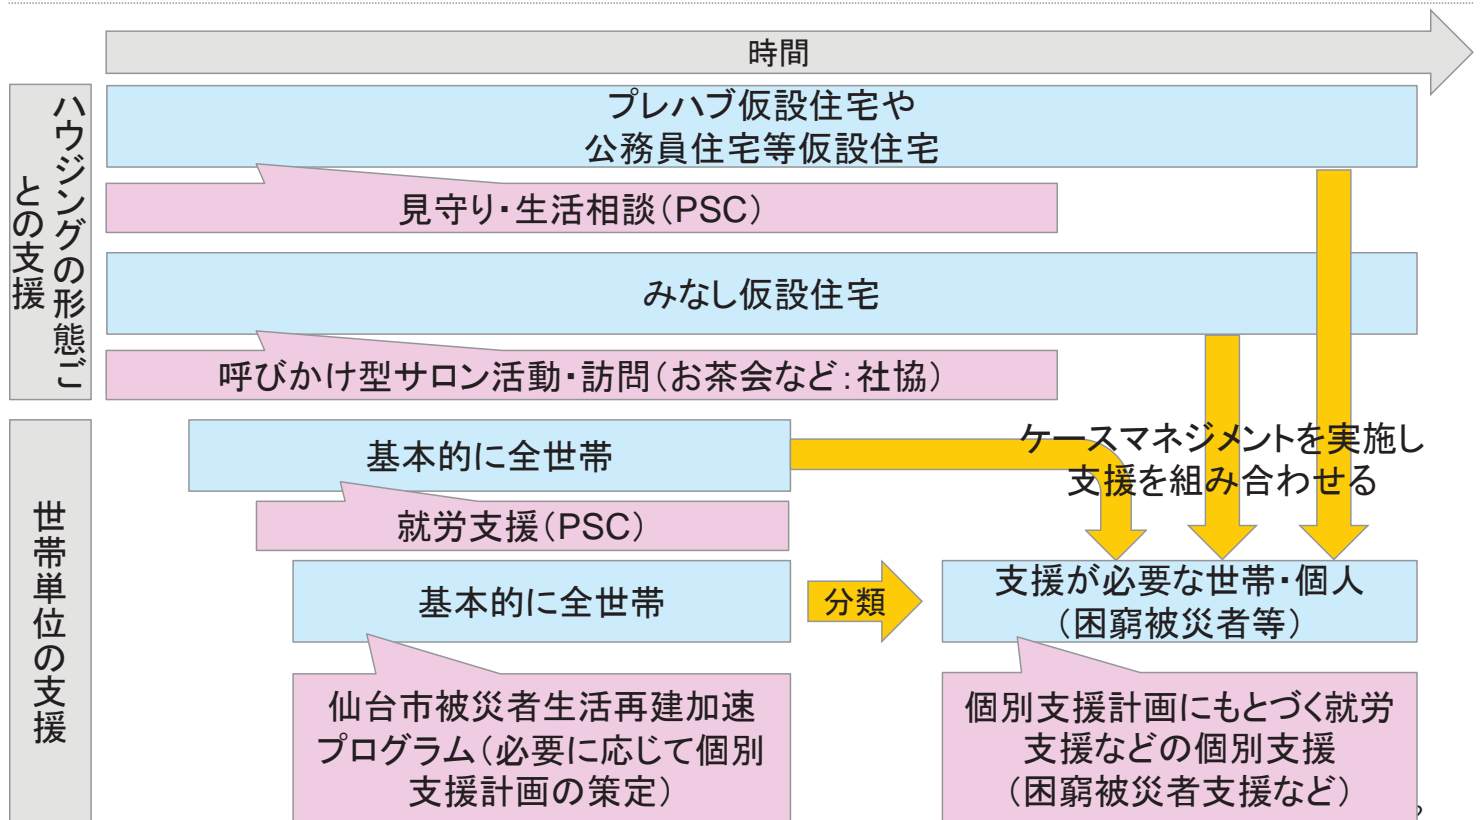 時間
ハウジングの形態ご
との支援
プレハブ仮設住宅や
公務員住宅等仮設住宅
見守り・生活相談（PSC）
みなし仮設住宅
呼びかけ型サロン活動・訪問（お茶会など：社協）
世帯単位の支援
基本的に全世帯
就労支援（PSC）
ケースマネジメントを実施し
支援を組み合わせる
基本的に全世帯
分類
支援が必要な世帯・個人
（困窮被災者等）
仙台市被災者生活再建加速
プログラム（必要に応じて個別
支援計画の策定）
個別支援計画にもとづく就労
支援などの個別支援
（困窮被災者支援など）